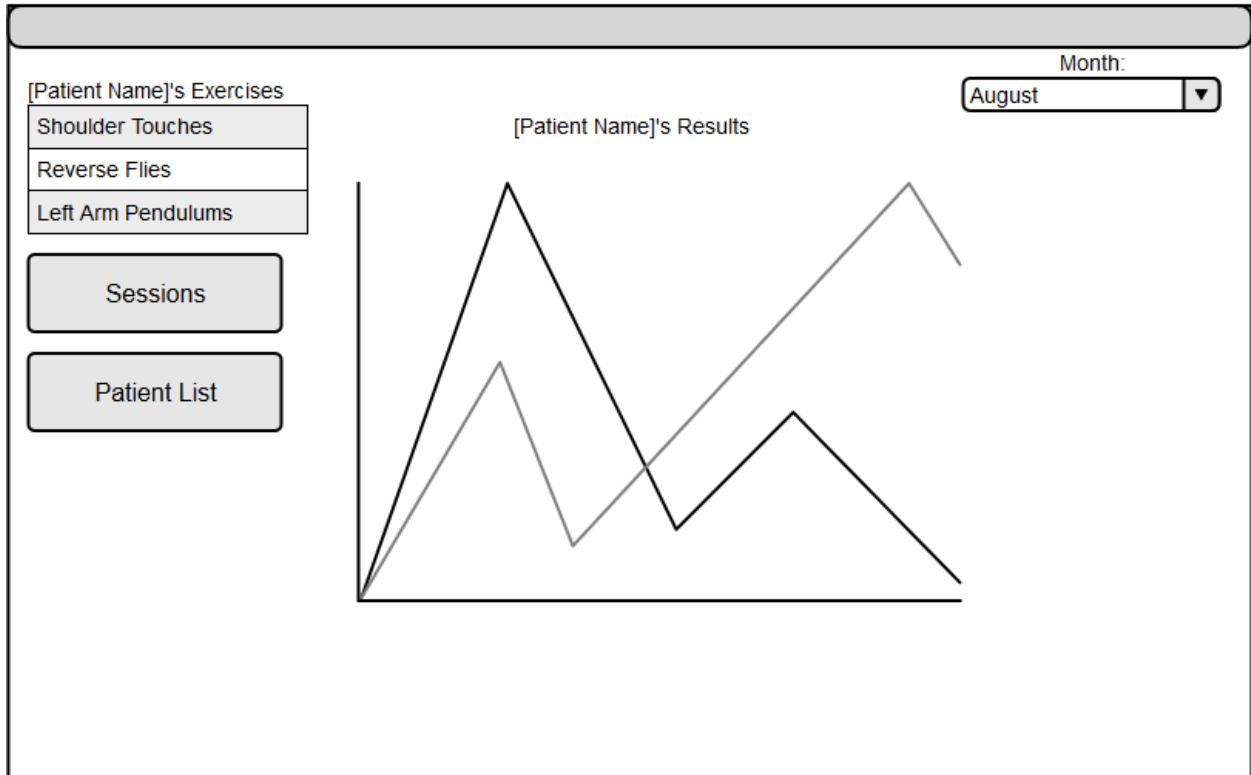 Month:
August
[Patient Name]'s Exercises
Shoulder Touches
Reverse Flies
Left Arm Pendulums
[Patient Name]'s Results
Sessions
Patient List